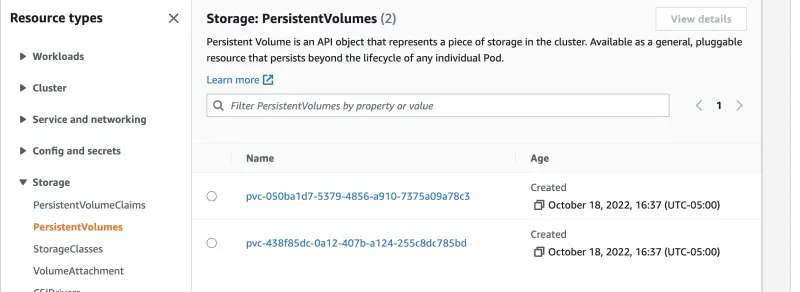 Resource types
Workloads
Cluster
Service and networking
Config and secrets
Storage
PersistentVolumeClaims
PersistentVolumes
StorageClasses
VolumeAttachment
Storage: PersistentVolumes (2)
View details
Persistent Volume is an API object that represents a piece of storage in the cluster. Available as a general, pluggable
resource that persists beyond the lifecycle of any individual Pod.
Learn more
Filter PersistentVolumes by property or value
1
Name Age
pvc-050ba1d7-5379-4856-a910-7375a09a78c3
Created
October 18, 2022, 16:37 (UTC-05:00)
pvc-438f85dc-0a12-407b-a124-255c8dc785bd
Created
October 18, 2022, 16:37 (UTC-05:00)